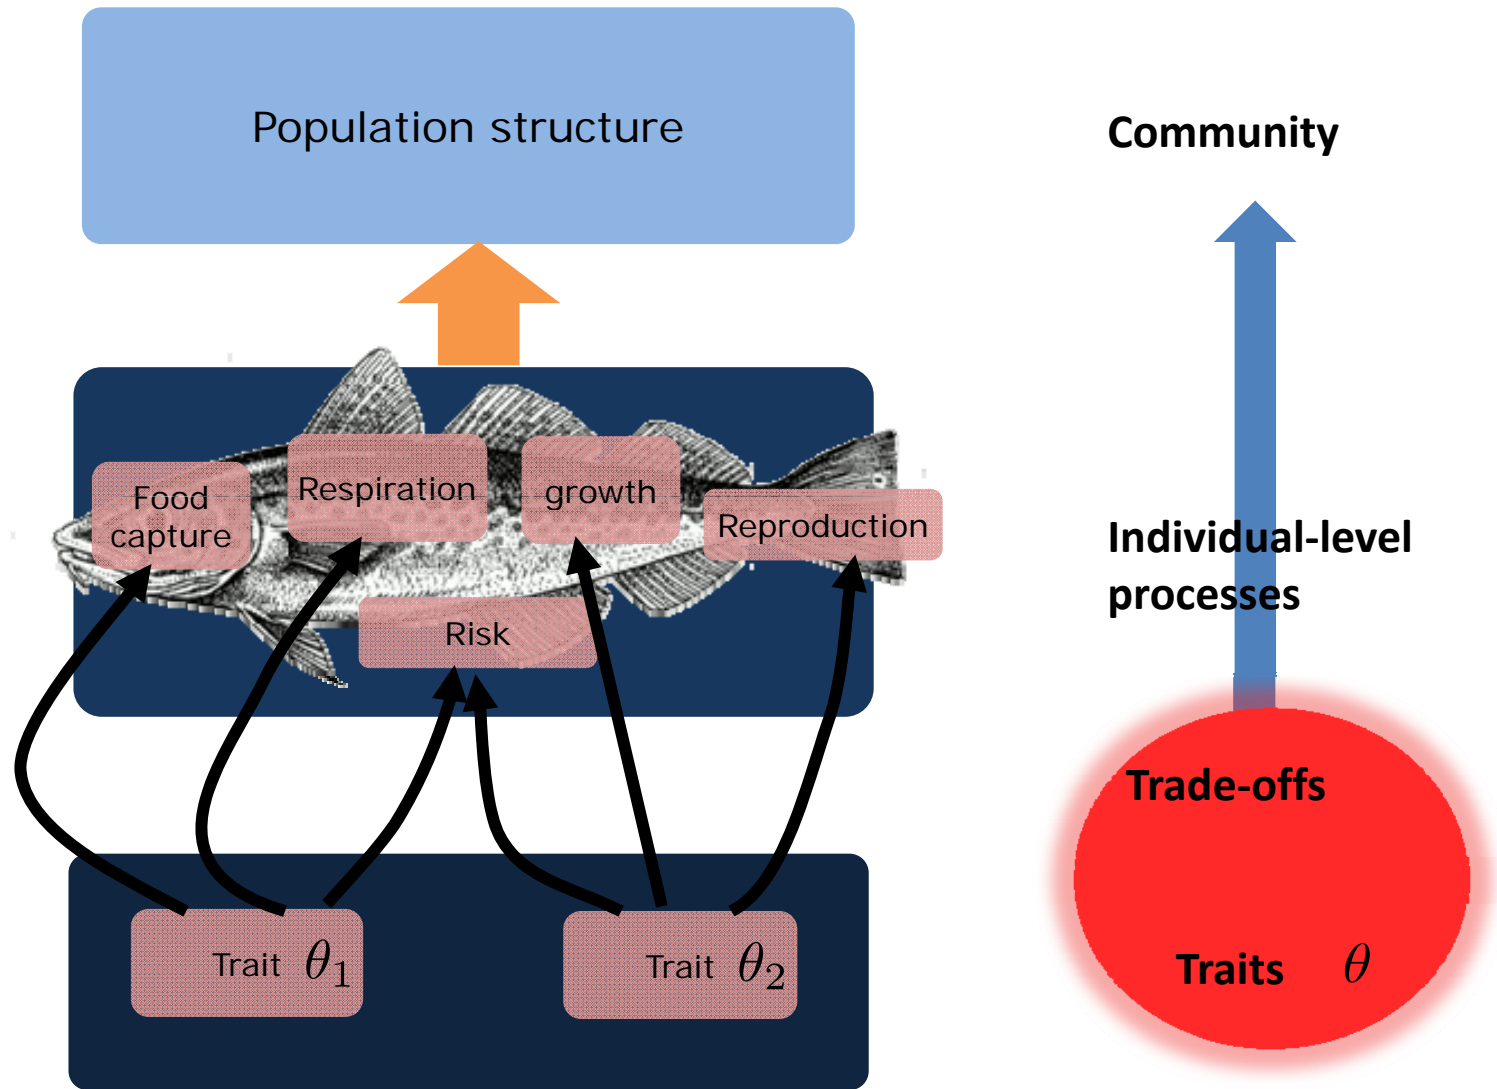 Population structure
Community
Food
capture
Respiration
growth
Reproduction
Risk
Individual-level
processes
Trade-offs
Trait θ1
Trait θ2
Traits θ